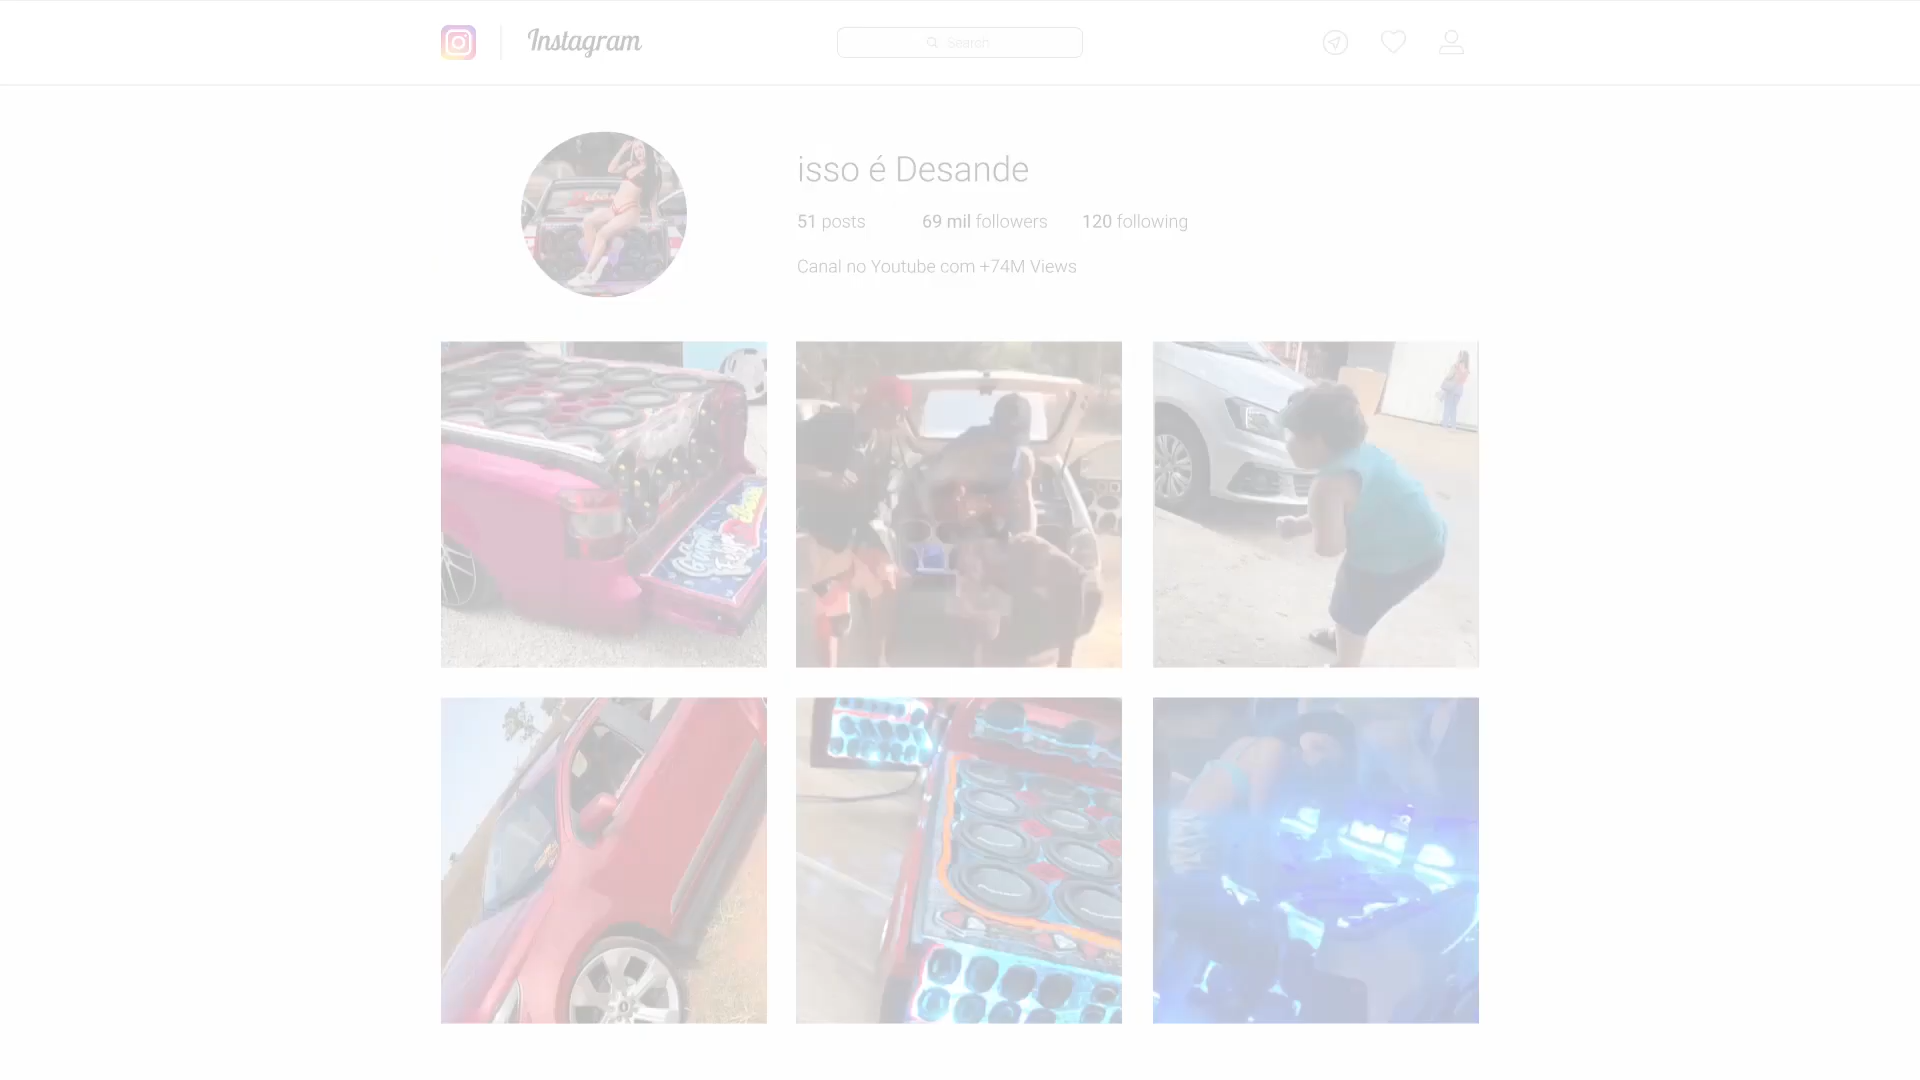 Instagram
Search
isso é Desande
51 posts 69 mil followers 120 following
Canal no Youtube com +74M Views